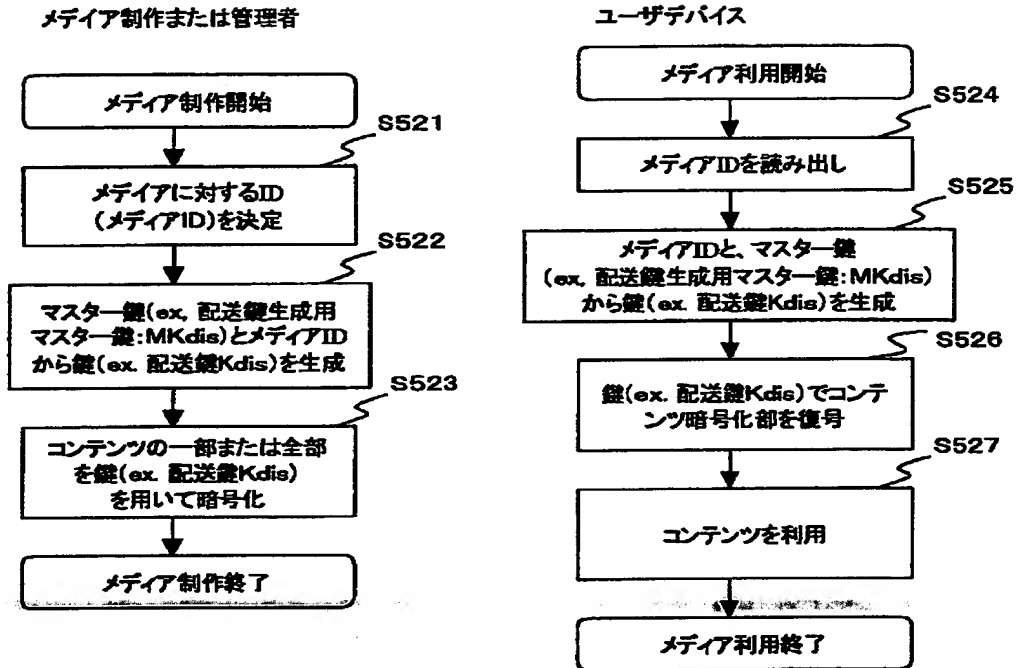 メディア制作または管理者
メディア制作開始
S521
メディアに対するID
(メディアID)を決定
S522
マスター鍵(ex, 配送鍵生成用
マスター鍵:MKdis)とメディアID
から鍵(ex. 配送鍵Kdis)を生成
S523
コンテンツの一部または全部
を鍵(ex. 配送鍵Kdis)
を用いて暗号化
メディア制作終了
ユーザデバイス
メディア利用開始
S524
メディアIDを読み出し
S525
メディアIDと、マスター鍵
(ex, 配送鍵生成用マスター鍵:MKdis)
から鍵(ex. 配送鍵Kdis)を生成
S526
鍵(ex. 配送鍵Kdis)でコンテ
ンツ暗号化部を復号
S527
コンテンツを利用
メディア利用終了